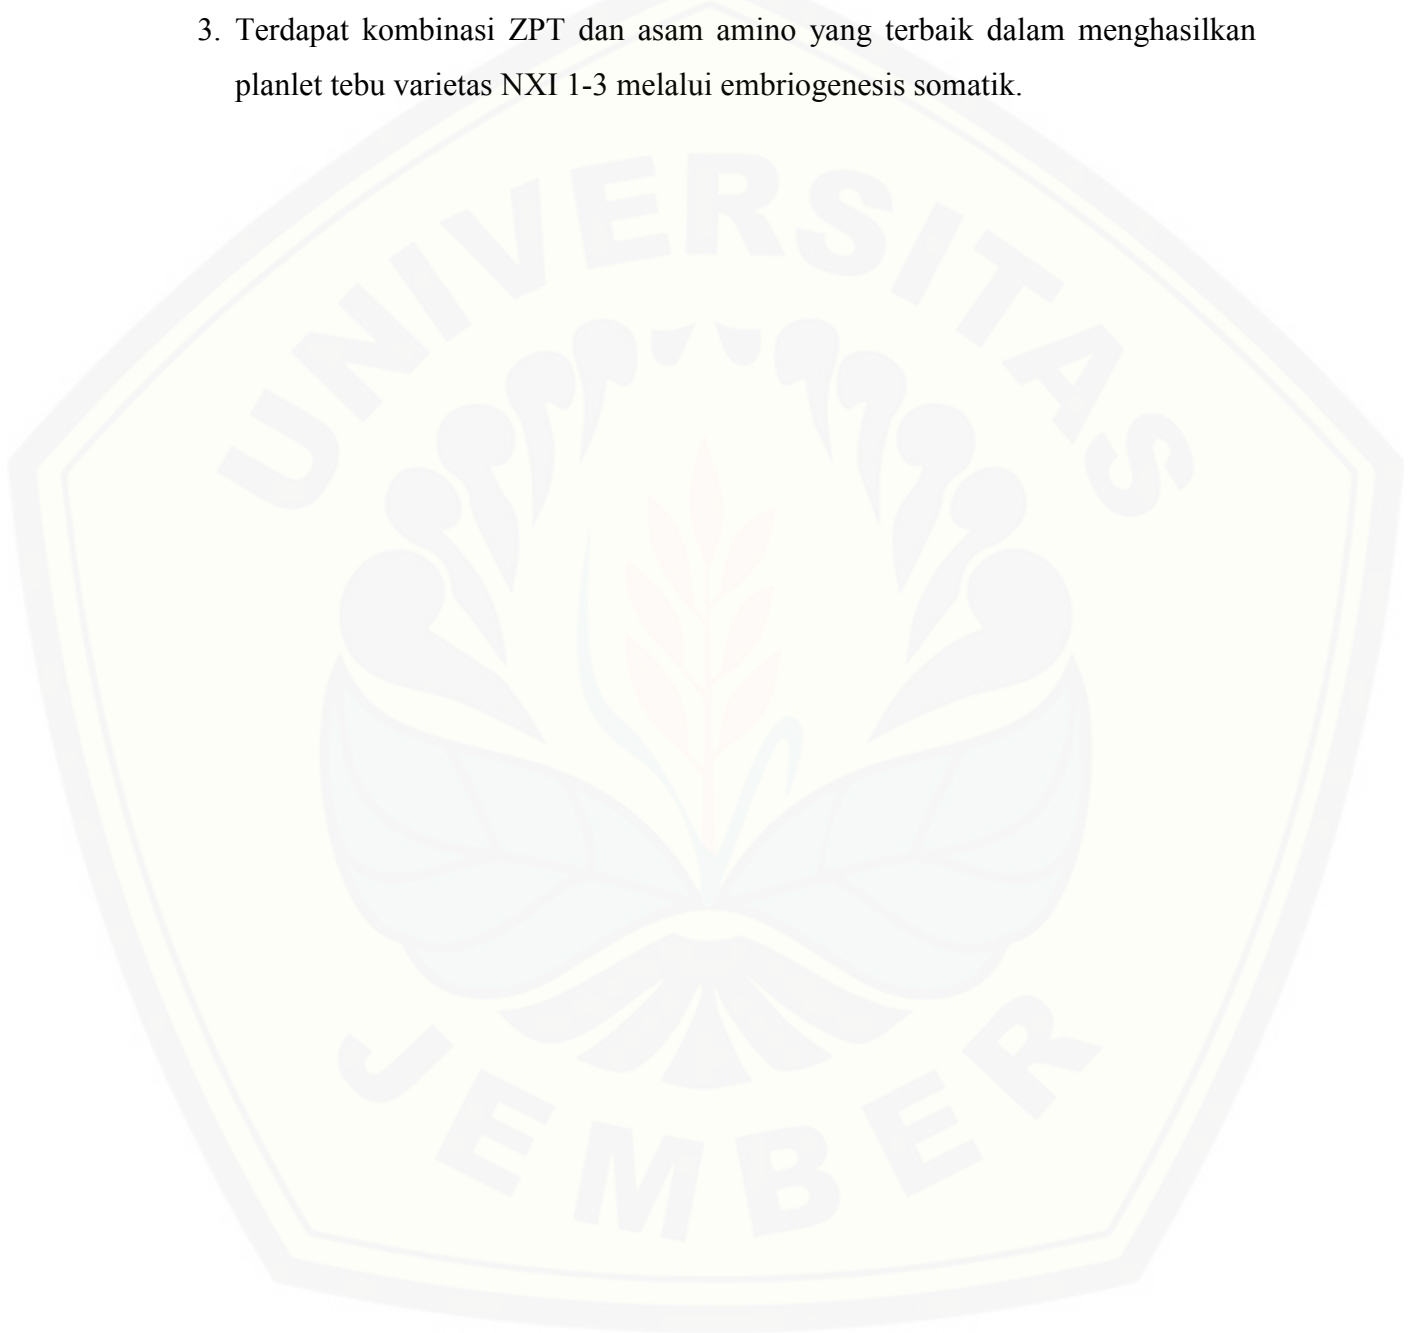 3. Terdapat kombinasi ZPT dan asam amino yang terbaik dalam menghasilkan
planlet tebu varietas NXI 1-3 melalui embriogenesis somatik.
UNIVERSITAS
JEMBER